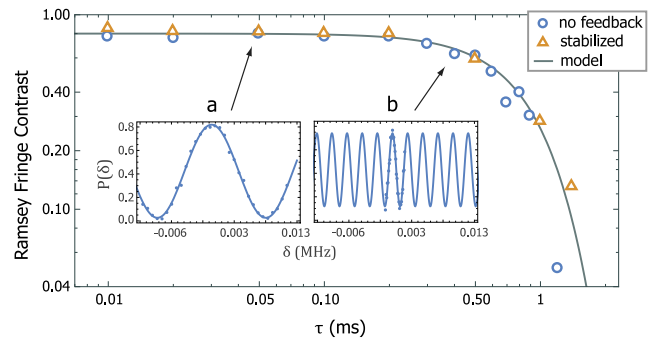 no feedback
stabilized
model
Ramsey Fringe Contrast
1.00
0.40
0.30
0.20
0.10
0.04
a
b
P(δ)
0.8
0.6
0.4
0.2
0.0
-0.006
0.003
0.013
-0.006
0.003
0.013
δ (MHz)
0.01
0.05
0.10
0.50
1
τ (ms)